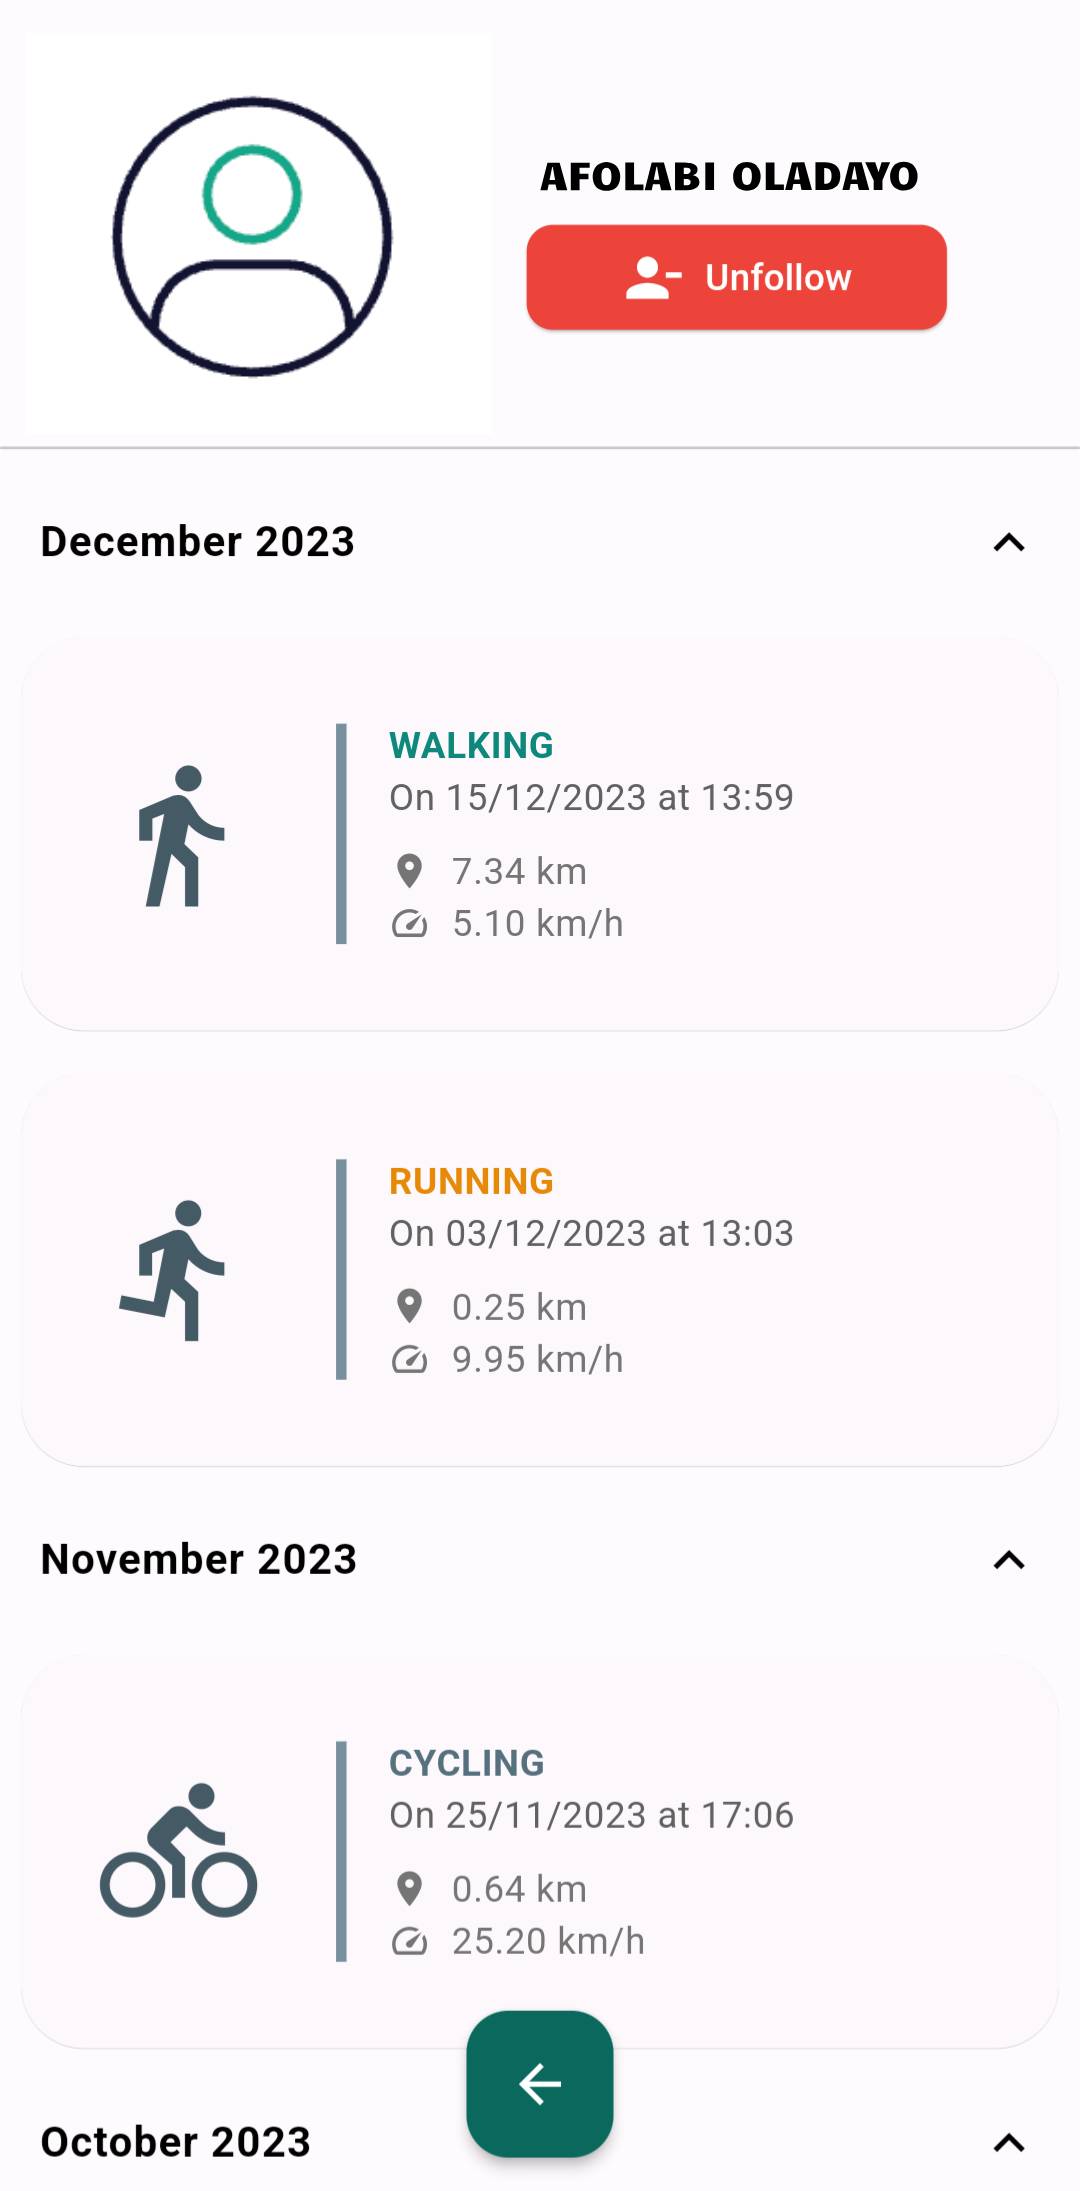 AFOLABI OLADAYO
Unfollow
December 2023
WALKING
On 15/12/2023 at 13:59
7.34 km
5.10 km/h
RUNNING
On 03/12/2023 at 13:03
0.25 km
9.95 km/h
November 2023
CYCLING
On 25/11/2023 at 17:06
0.64 km
25.20 km/h
October 2023